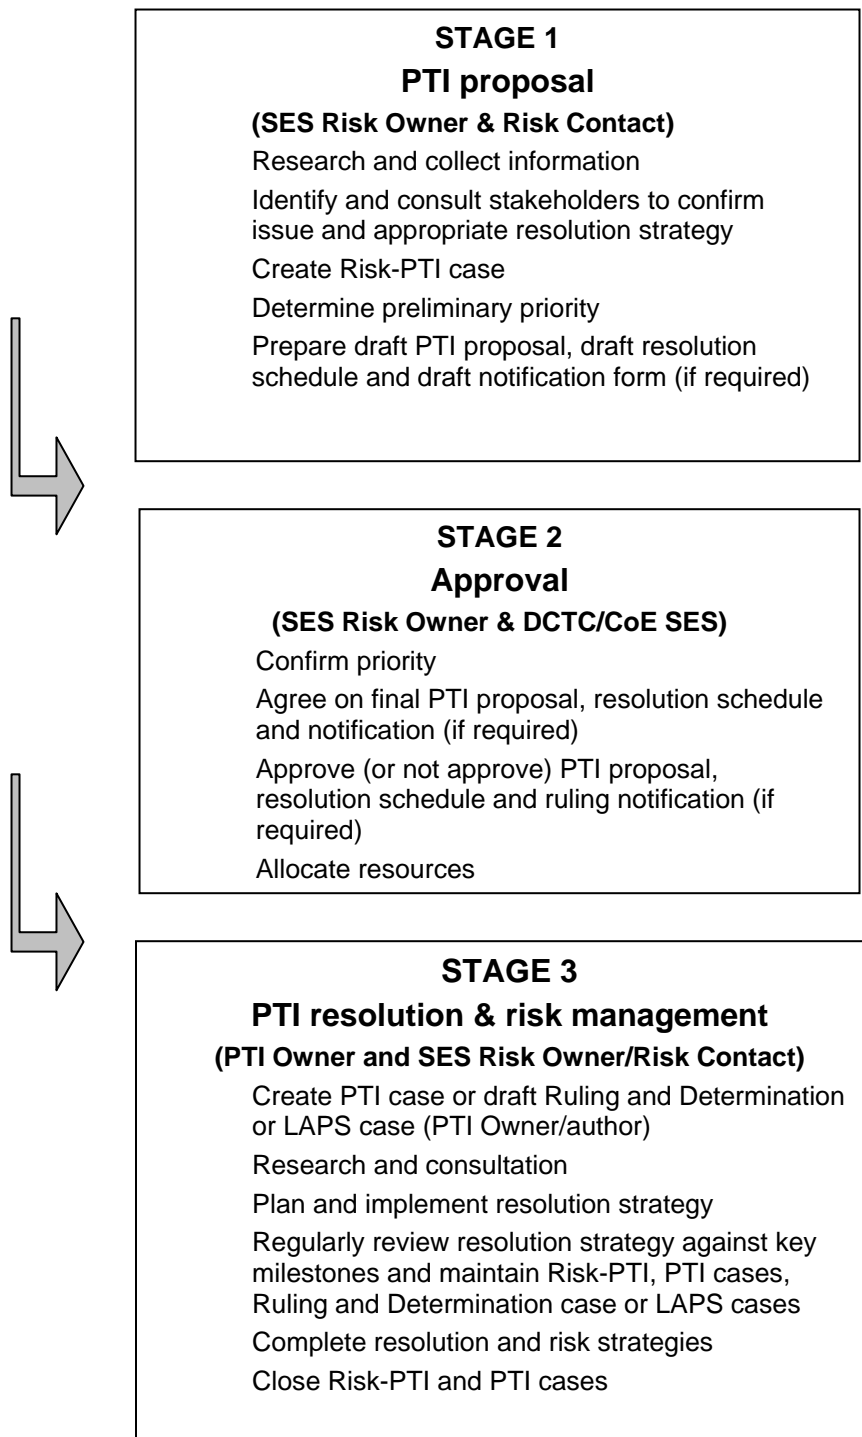 STAGE 1
PTI proposal
(SES Risk Owner & Risk Contact)
Research and collect information
Identify and consult stakeholders to confirm
issue and appropriate resolution strategy
Create Risk-PTI case
Determine preliminary priority
Prepare draft PTI proposal, draft resolution
schedule and draft notification form (if required)
STAGE 2
Approval
(SES Risk Owner & DCTC/CoE SES)
Confirm priority
Agree on final PTI proposal, resolution schedule
and notification (if required)
Approve (or not approve) PTI proposal,
resolution schedule and ruling notification (if
required)
Allocate resources
STAGE 3
PTI resolution & risk management
(PTI Owner and SES Risk Owner/Risk Contact)
Create PTI case or draft Ruling and Determination
or LAPS case (PTI Owner/author)
Research and consultation
Plan and implement resolution strategy
Regularly review resolution strategy against key
milestones and maintain Risk-PTI, PTI cases,
Ruling and Determination case or LAPS cases
Complete resolution and risk strategies
Close Risk-PTI and PTI cases